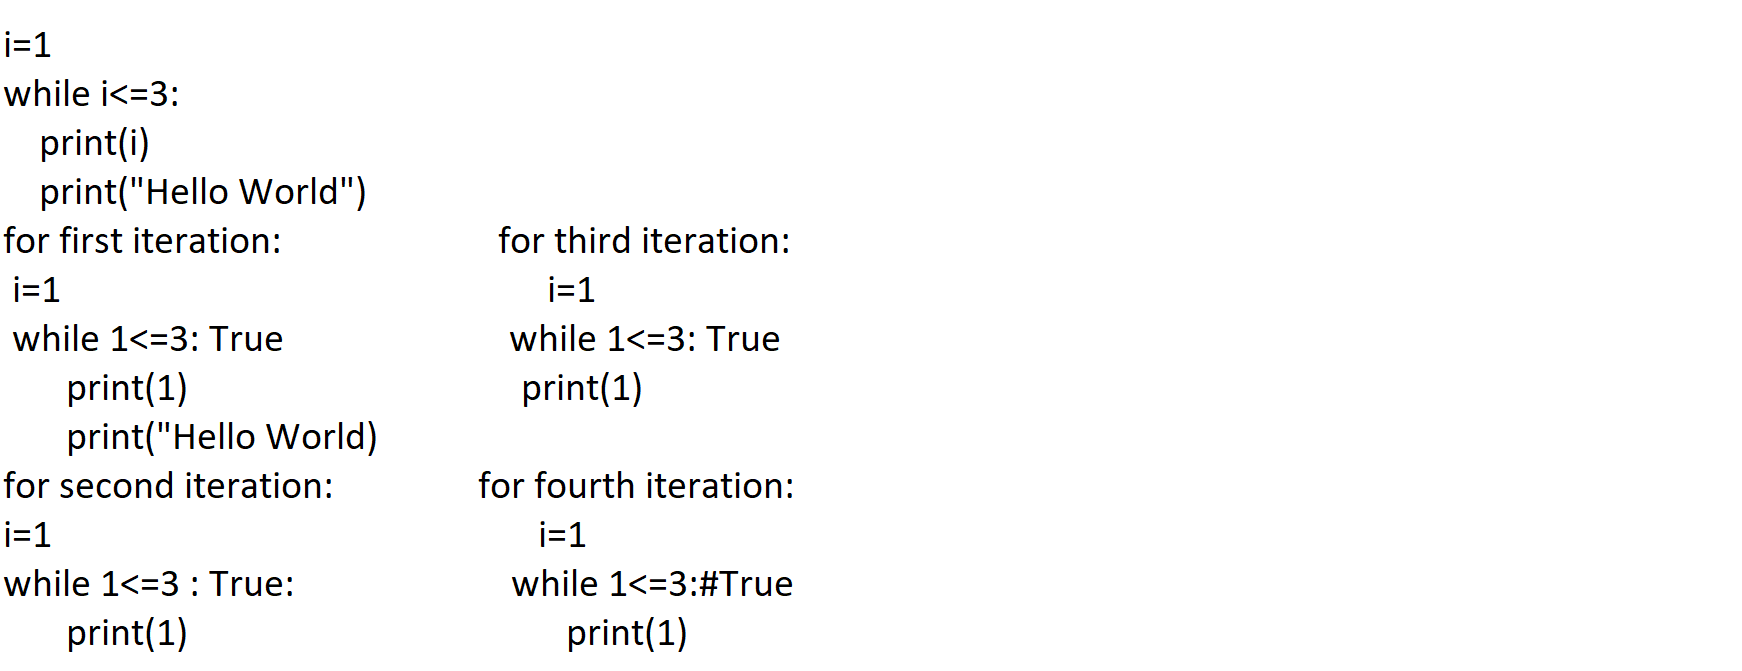 i=1
while i<=3:
    print(i)
    print("Hello World")
for first iteration:
 i=1
 while 1<=3: True
       print(1)
       print("Hello World)
for second iteration:
i=1
while 1<=3 : True:
       print(1)
for third iteration:
     i=1
 while 1<=3: True
  print(1)
for fourth iteration:
      i=1
   while 1<=3:#True
         print(1)